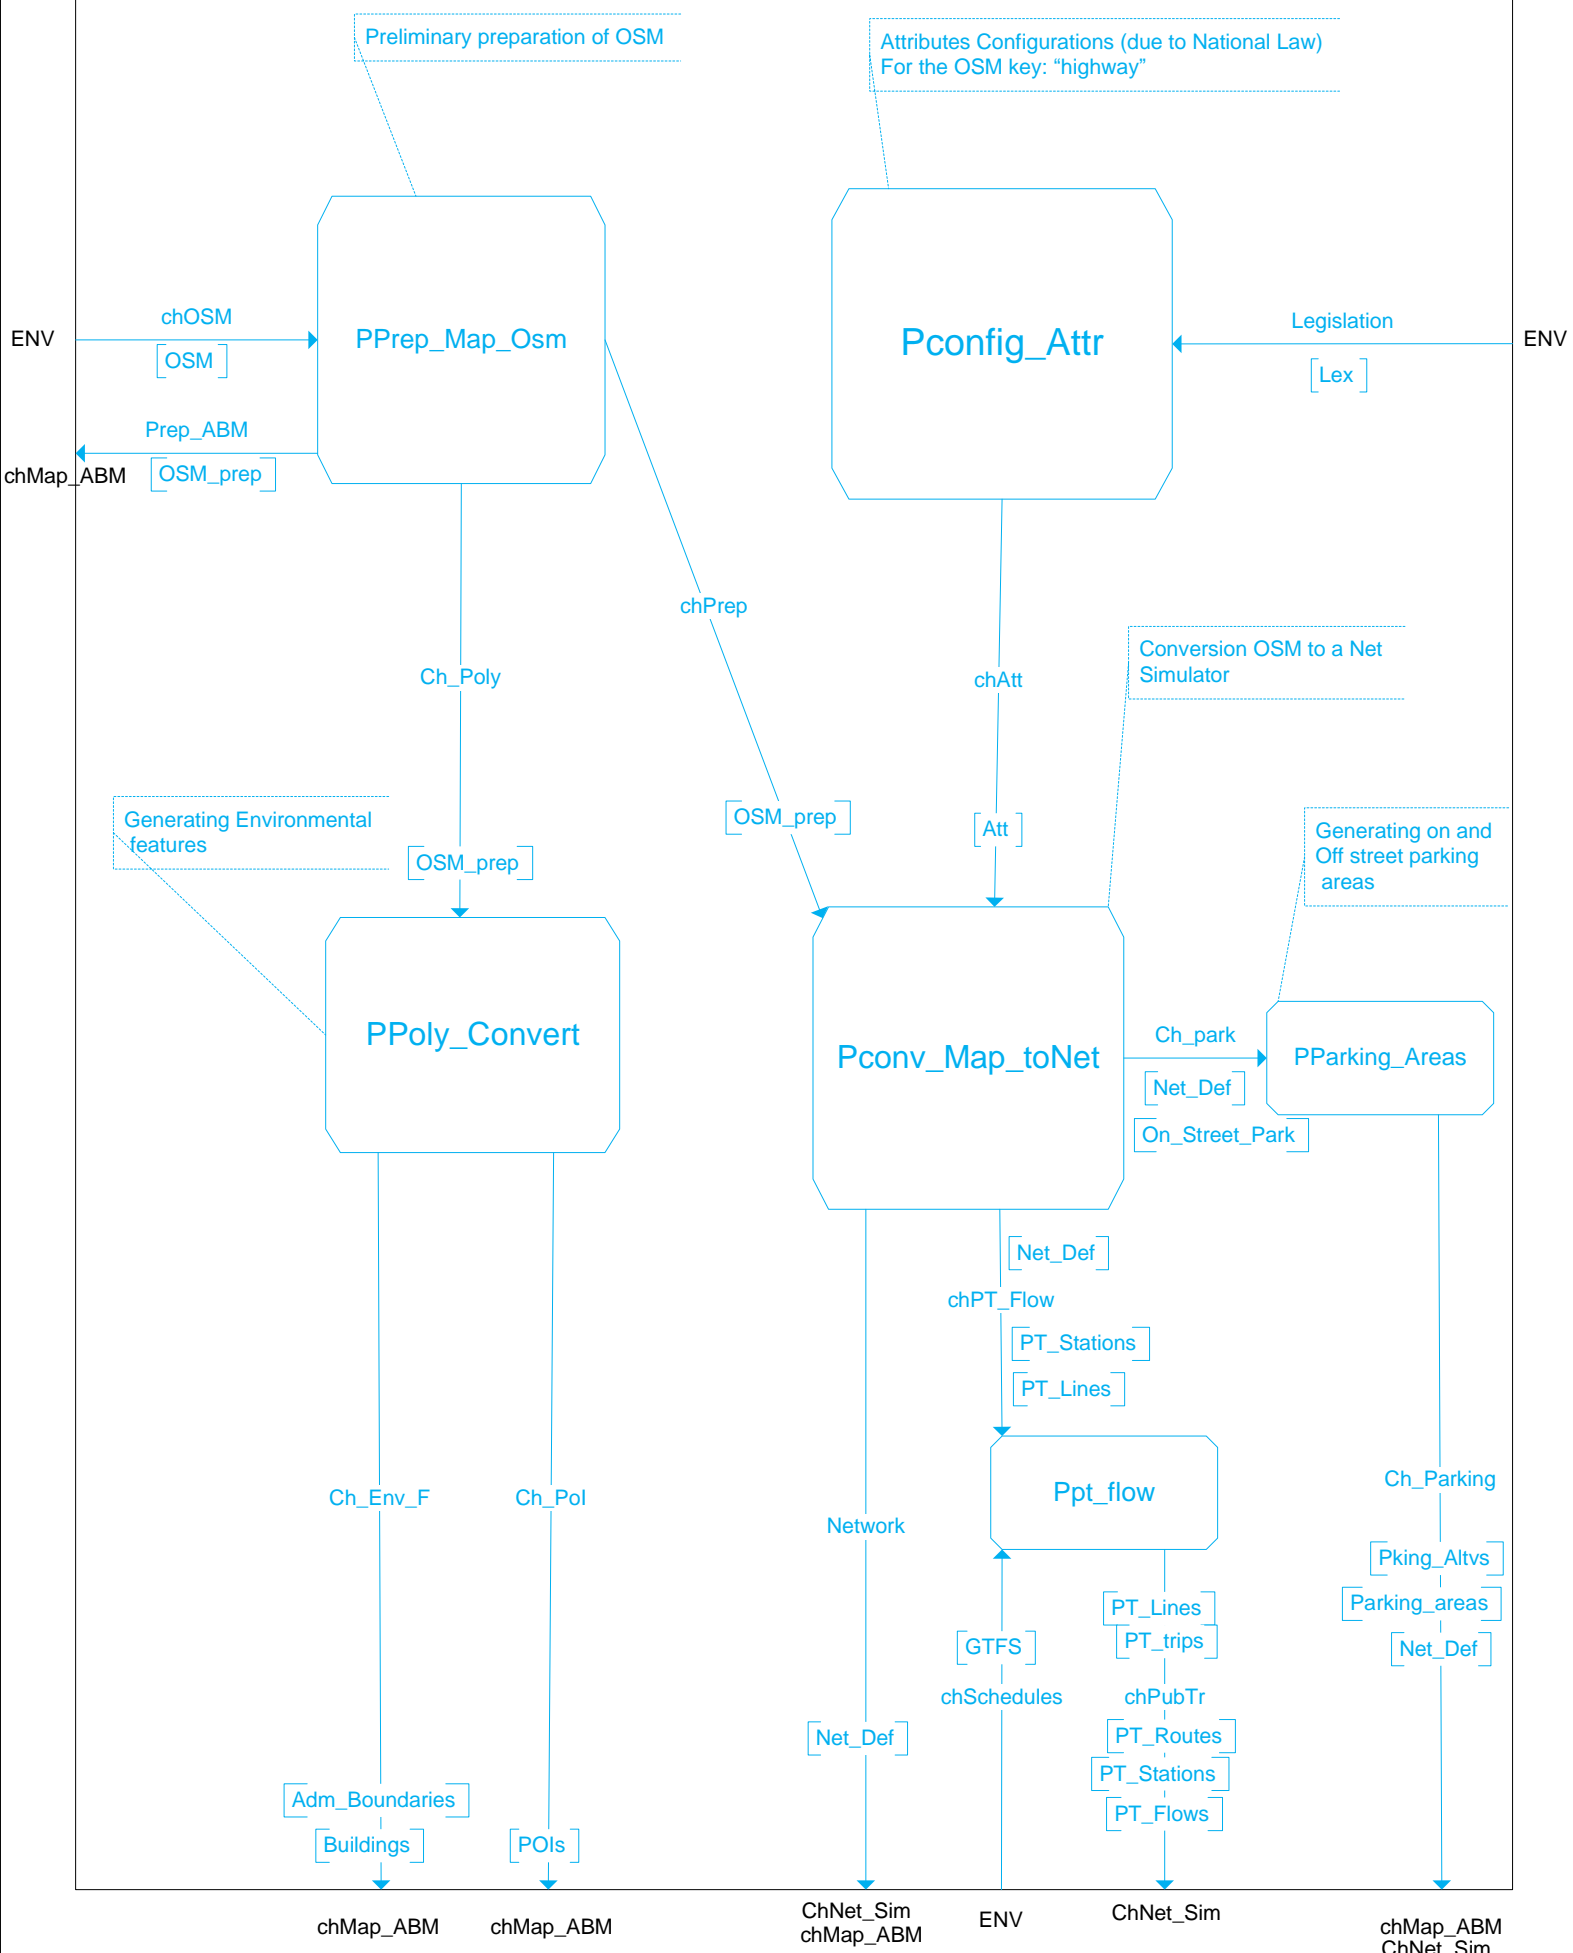 Preliminary preparation of OSM
Attributes Configurations (due to National Law)
For the OSM key: “highway”
chOSM
ENV
[OSM]
PPrep_Map_Osm
Pconfig_Attr
Legislation
ENV
[Lex]
Prep_ABM
chMap_ABM
[OSM_prep]
chPrep
Ch_Poly
chAtt
Conversion OSM to a Net
Simulator
Generating Environmental
features
[OSM_prep]
[OSM_prep]
[Att]
Generating on and
Off street parking
areas
PPoly_Convert
Pconv_Map_toNet
Ch_park
PParking_Areas
[Net_Def]
[On_Street_Park]
[Net_Def]
chPT_Flow
[PT_Stations]
[PT_Lines]
Ppt_flow
Ch_Env_F
Ch_PoI
Network
Ch_Parking
[Pking_Altvs]
[Parking_areas]
[Net_Def]
[PT_Lines]
[PT_trips]
[GTFS]
chSchedules
chPubTr
[PT_Routes]
[PT_Stations]
[PT_Flows]
[Net_Def]
[Adm_Boundaries]
[Buildings]
[POIs]
chMap_ABM
chMap_ABM
ChNet_Sim
chMap_ABM
ENV
ChNet_Sim
chMap_ABM
ChNet_Sim